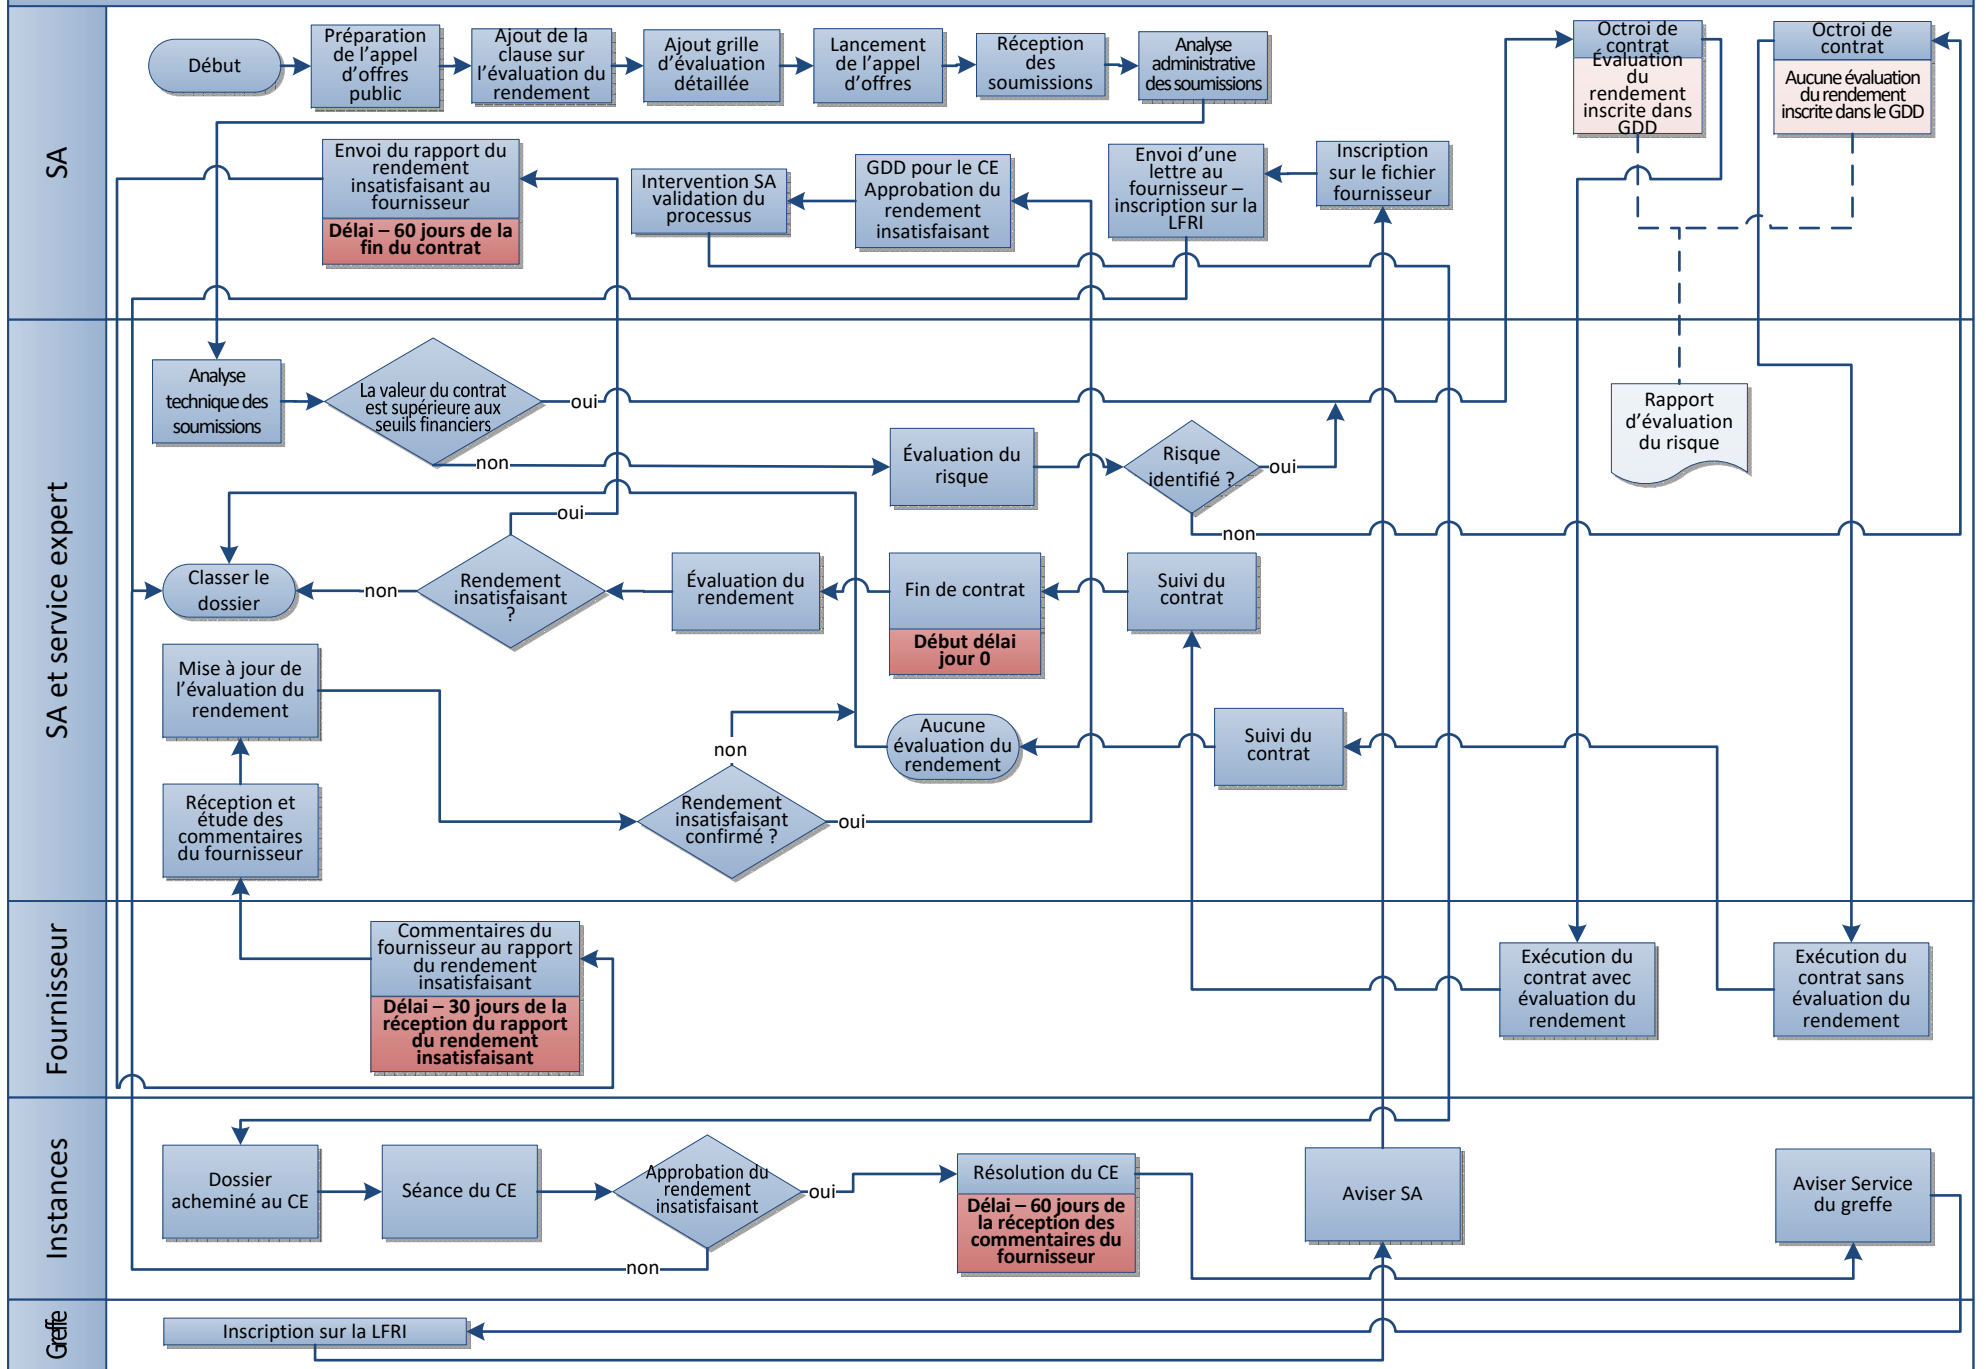 SA
Début
Préparation
de l'appel
d'offres
public
Ajout de la
clause sur
l'évaluation du
rendement
Ajout grille
d'évaluation
détaillée
Lancement
de l'appel
d'offres
Réception
des
soumissions
Analyse
administrative
des soumissions
Octroi de
contrat
Évaluation
du
rendement
inscrite dans
GDD
Octroi de
contrat
Aucune évaluation
du rendement
inscrite dans le GDD
Envoi du rapport du
rendement
insatisfaisant au
fournisseur
Délai – 60 jours de la
fin du contrat
Intervention SA
validation du
processus
GDD pour le CE
Approbation du
rendement
insatisfaisant
Envoi d'une
lettre au
fournisseur –
inscription sur la
LFRI
Inscription
sur le fichier
fournisseur
SA et service expert
Analyse
technique des
soumissions
La valeur du contrat
est supérieure aux
seuils financiers
oui
non
Évaluation du
risque
Risque
identifié ?
oui
non
Rapport
d'évaluation
du risque
Classer le
dossier
non
Rendement
insatisfaisant
?
oui
Évaluation du
rendement
Fin de contrat
Début délai
jour 0
Suivi du
contrat
Mise à jour de
l'évaluation du
rendement
Réception et
étude des
commentaires
du fournisseur
non
Rendement
insatisfaisant
confirmé ?
oui
Aucune
évaluation du
rendement
Suivi du
contrat
Fournisseur
Commentaires du
fournisseur au rapport
du rendement
insatisfaisant
Délai – 30 jours de la
réception du rapport
du rendement
insatisfaisant
Exécution du
contrat avec
évaluation du
rendement
Exécution du
contrat sans
évaluation du
rendement
Instances
Dossier
acheminé au CE
Séance du CE
Approbation du
rendement
insatisfaisant
oui
non
Résolution du CE
Délai – 60 jours de
la réception des
commentaires du
fournisseur
Aviser SA
Aviser Service
du greffe
Greffe
Inscription sur la LFRI